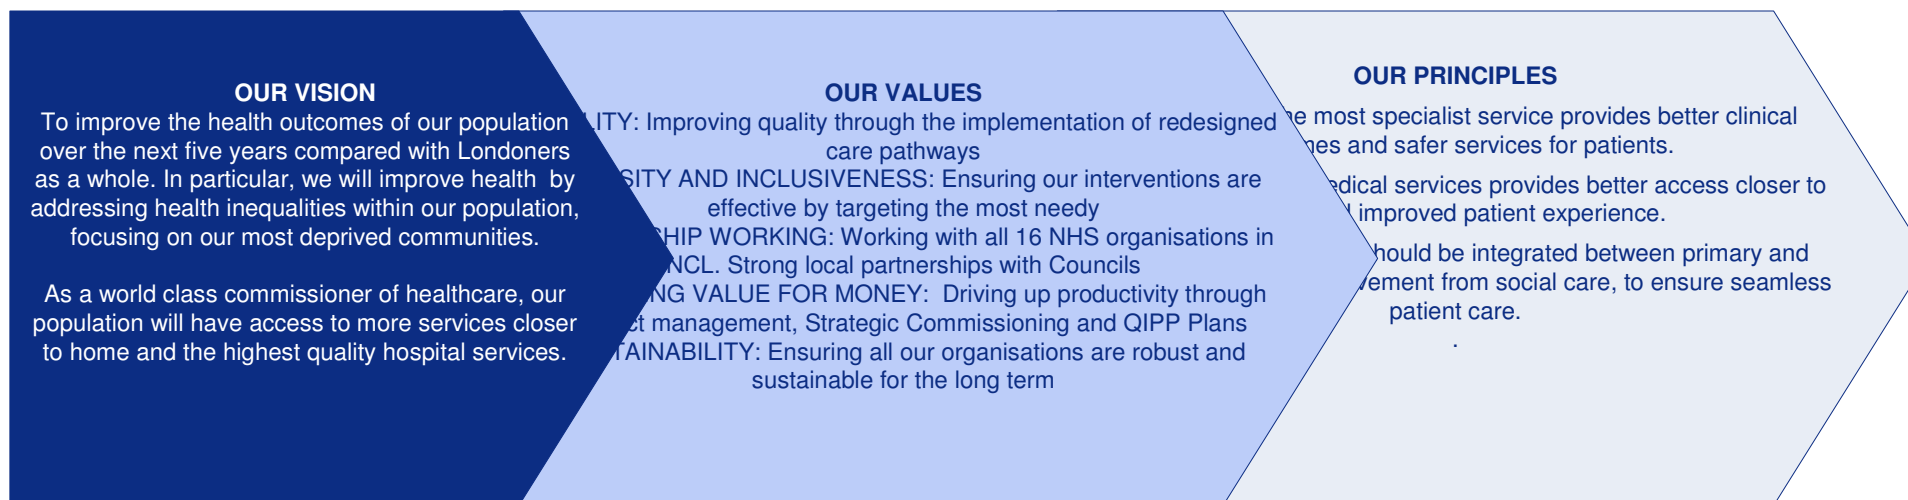 OUR VISION
To improve the health outcomes of our population
over the next five years compared with Londoners
as a whole. In particular, we will improve health by
addressing health inequalities within our population,
focusing on our most deprived communities.
As a world class commissioner of healthcare, our
population will have access to more services closer
to home and the highest quality hospital services.
OUR VALUES
LITY: Improving quality through the implementation of redesigned
care pathways
SITY AND INCLUSIVENESS: Ensuring our interventions are
effective by targeting the most needy
SHIP WORKING: Working with all 16 NHS organisations in
NCL. Strong local partnerships with Councils
NG VALUE FOR MONEY: Driving up productivity through
ct management, Strategic Commissioning and QIPP Plans
TAINABILITY: Ensuring all our organisations are robust and
sustainable for the long term
OUR PRINCIPLES
most specialist service provides better clinical
mes and safer services for patients.
edical services provides better access closer to
improved patient experience.
hould be integrated between primary and
vement from social care, to ensure seamless
patient care.
.